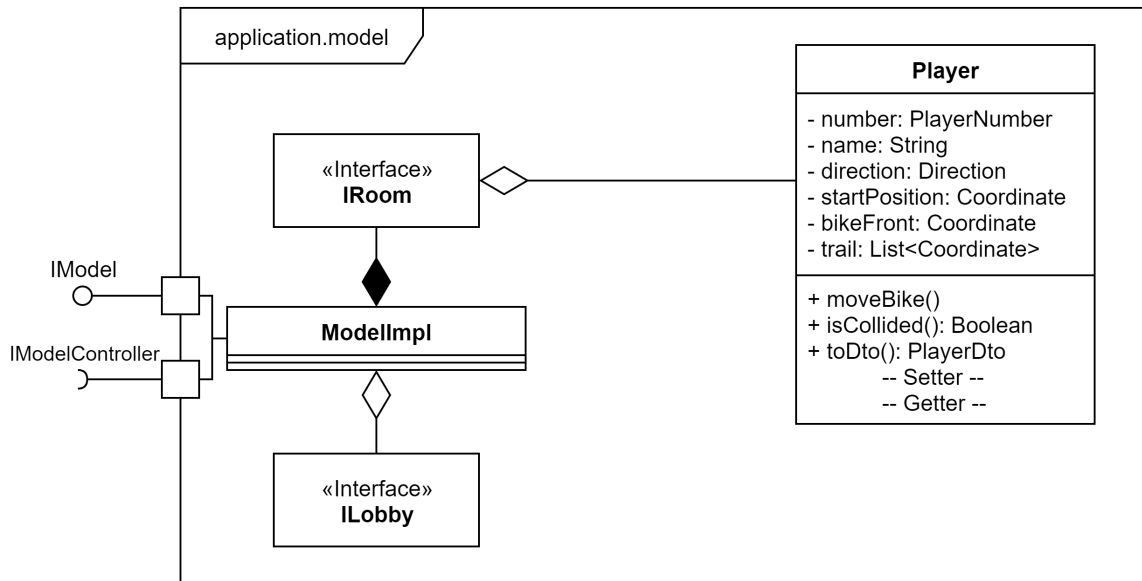 application.model
Player
- number: PlayerNumber
- name: String
- direction: Direction
- startPosition: Coordinate
- bikeFront: Coordinate
- trail: List<Coordinate>
+ moveBike()
+ isCollided(): Boolean
+ toDto(): PlayerDto
-- Setter --
-- Getter --
«Interface»
IRoom
IModel
IModelController
ModelImpl
«Interface»
ILobby